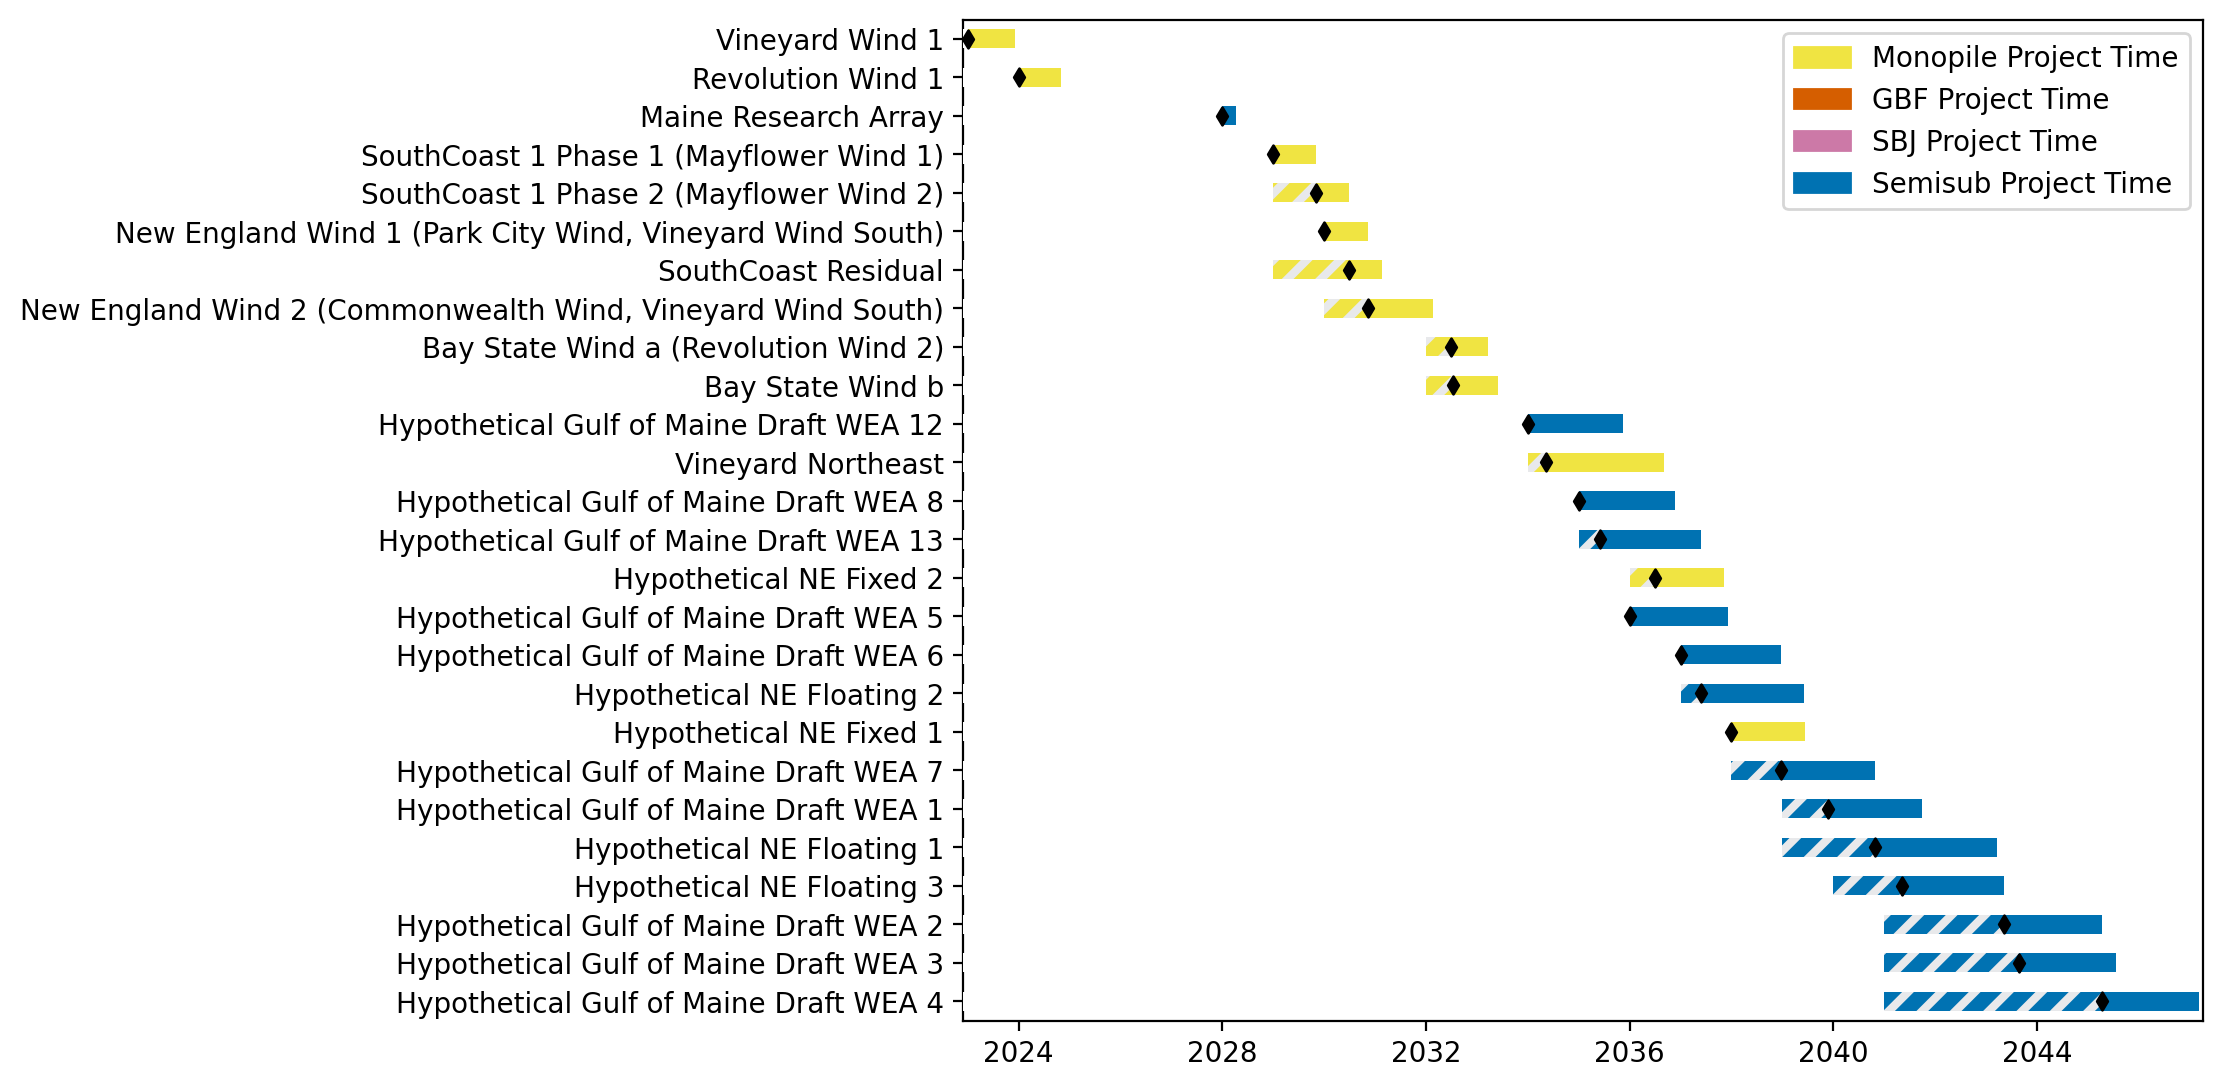 Vineyard Wind 1
Revolution Wind 1
Maine Research Array
SouthCoast 1 Phase 1 (Mayflower Wind 1)
SouthCoast 1 Phase 2 (Mayflower Wind 2)
New England Wind 1 (Park City Wind, Vineyard Wind South)
SouthCoast Residual
New England Wind 2 (Commonwealth Wind, Vineyard Wind South)
Bay State Wind a (Revolution Wind 2)
Bay State Wind b
Hypothetical Gulf of Maine Draft WEA 12
Vineyard Northeast
Hypothetical Gulf of Maine Draft WEA 8
Hypothetical Gulf of Maine Draft WEA 13
Hypothetical NE Fixed 2
Hypothetical Gulf of Maine Draft WEA 5
Hypothetical Gulf of Maine Draft WEA 6
Hypothetical NE Floating 2
Hypothetical NE Fixed 1
Hypothetical Gulf of Maine Draft WEA 7
Hypothetical Gulf of Maine Draft WEA 1
Hypothetical NE Floating 1
Hypothetical NE Floating 3
Hypothetical Gulf of Maine Draft WEA 2
Hypothetical Gulf of Maine Draft WEA 3
Hypothetical Gulf of Maine Draft WEA 4
Monopile Project Time
GBF Project Time
SBJ Project Time
Semisub Project Time
2024 2028 2032 2036 2040 2044